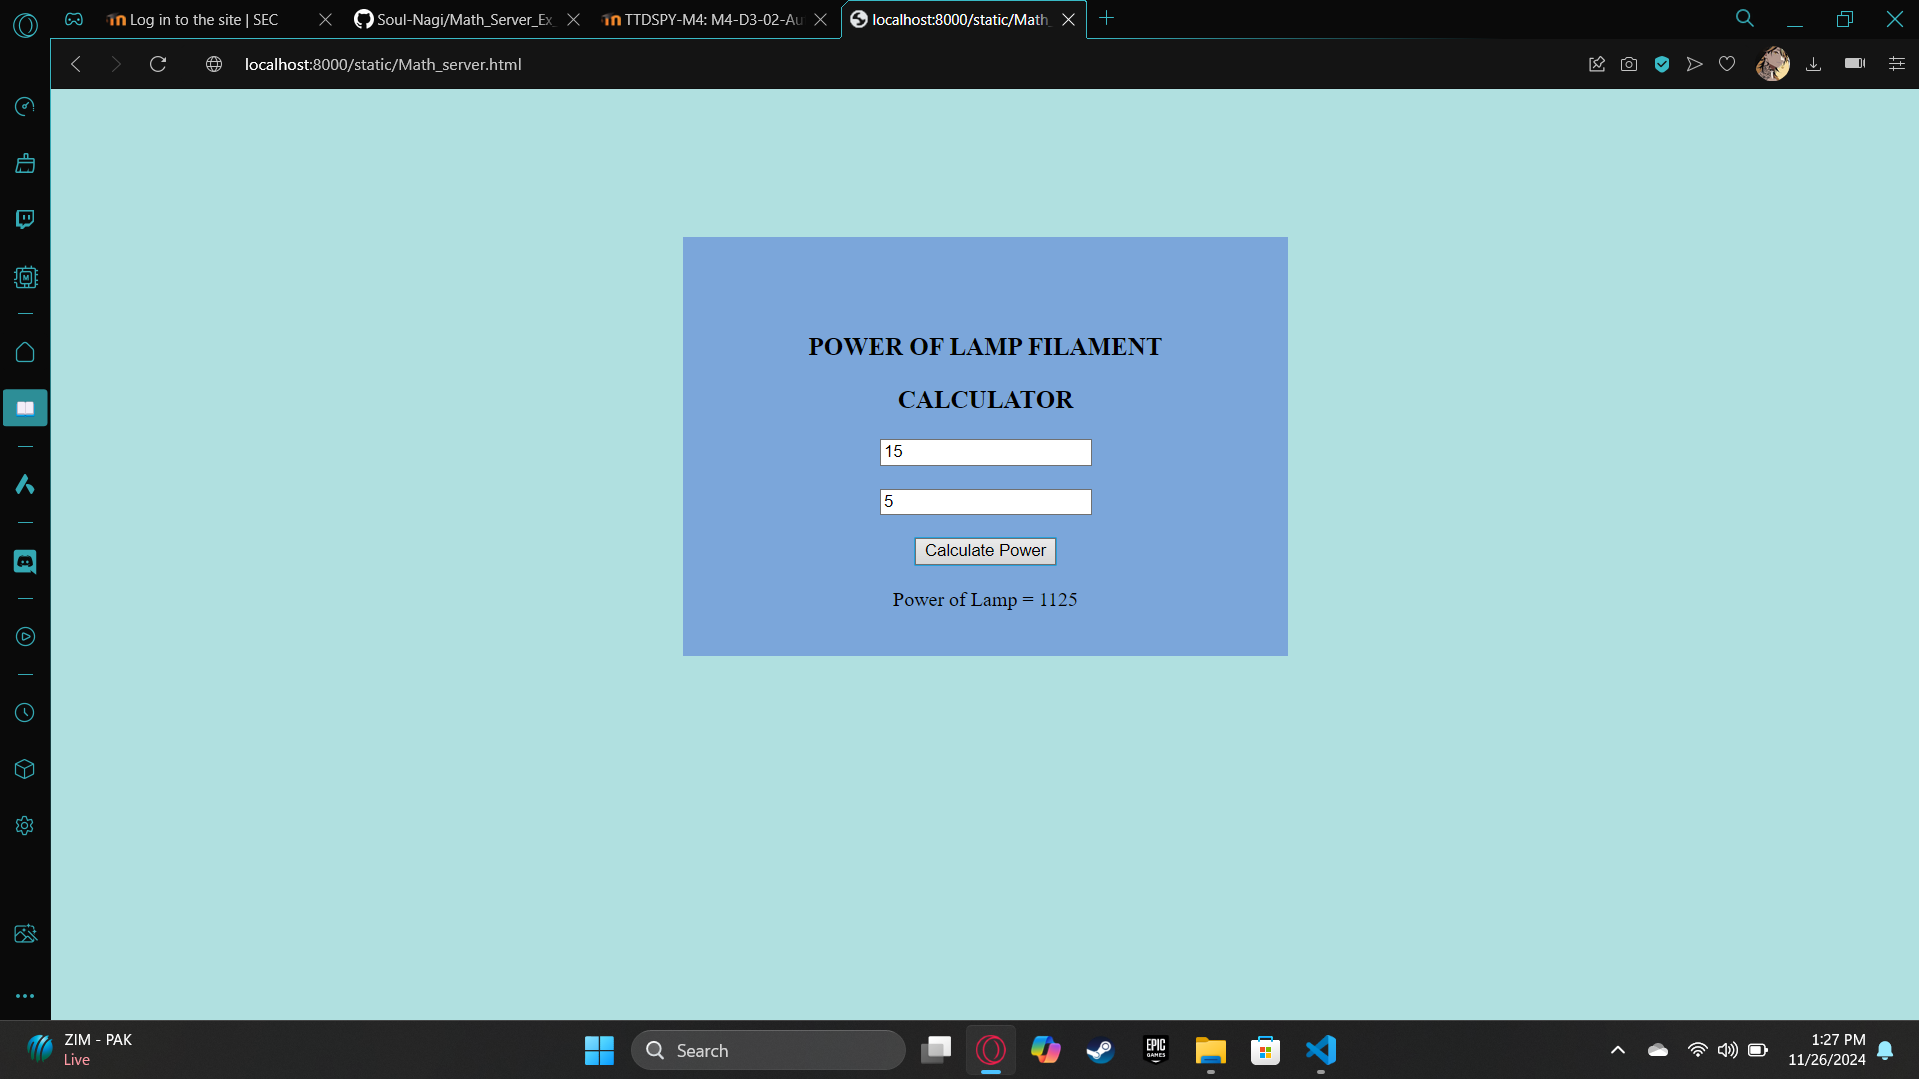 Log in to the site | SEC
Soul-Nagi/Math_Server_Ex
TTDSPY-M4: M4-D3-02-Au
localhost:8000/static/Math_
localhost:8000/static/Math_server.html
POWER OF LAMP FILAMENT
CALCULATOR
15
5
Calculate Power
Power of Lamp = 1125
ZIM - PAK
Live
Search
EPIC
GAMES
1:27 PM
11/26/2024